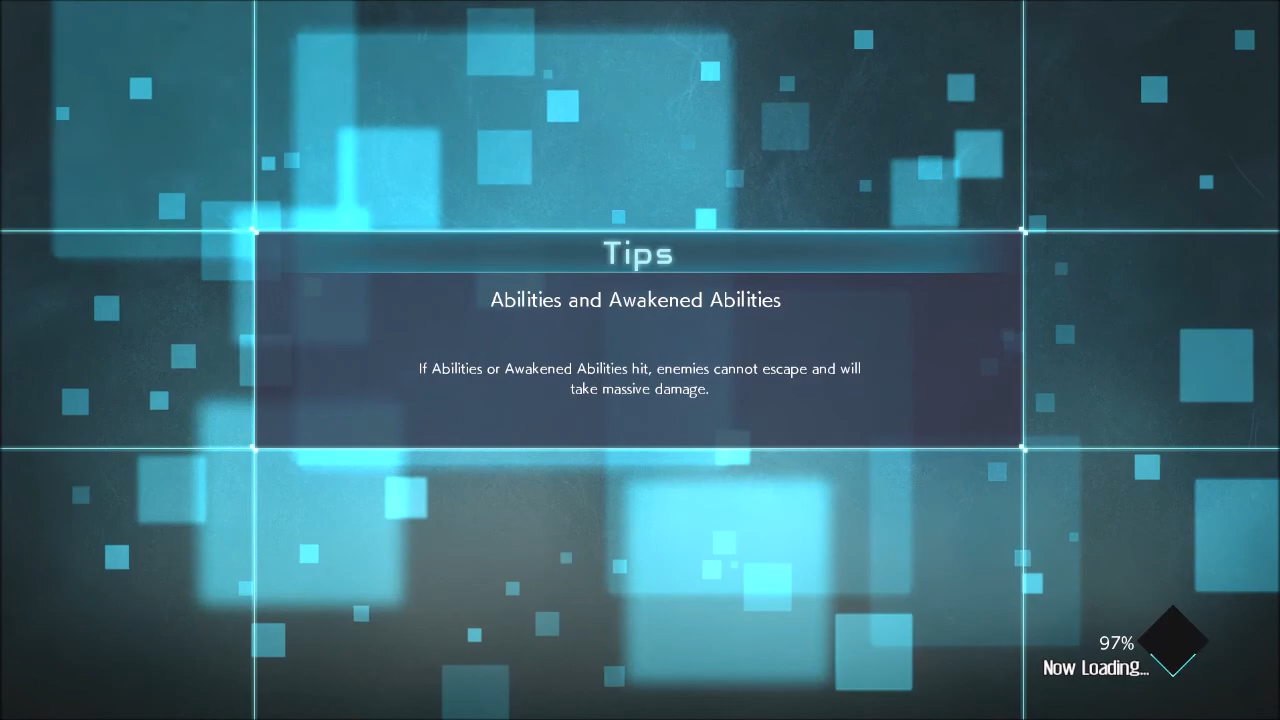 Tips
Abilities and Awakened Abilities
If Abilities or Awakened Abilities hit, enemies cannot escape and will
take massive damage.
97%
Now Loading...